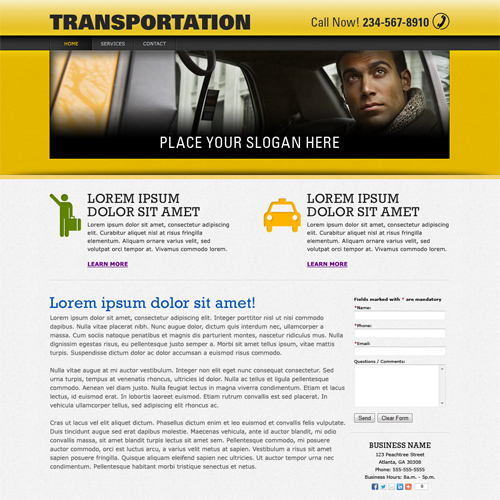 TRANSPORTATION
Call Now! 234-567-8910
HOME SERVICES CONTACT
PLACE YOUR SLOGAN HERE
LOREM IPSUM
DOLOR SIT AMET
Lorem ipsum dolor sit amet, consectetur adipiscing
elit. Curabitur scelerisque nisl at risus fringilla
elementum. Aliquam ornare varius velit, sed
volutpat orci tempor at. Vivamus commodo lorem.
LEARN MORE
LOREM IPSUM
DOLOR SIT AMET
Lorem ipsum dolor sit amet, consectetur adipiscing
elit. Curabitur scelerisque nisl at risus fringilla
elementum. Aliquam ornare varius velit, sed
volutpat orci tempor at. Vivamus commodo lorem.
LEARN MORE
Lorem ipsum dolor sit amet!
Lorem ipsum dolor sit amet, consectetur adipiscing elit. Integer porttitor commodo dapibus. Nulla
mollis. Nulla vitae placerat nibh. Nunc augue dolor, dictum quis interdum nec, ullamcorper a
massa. Cum sociis natoque penatibus et magnis dis parturient montes, nascetur ridiculus mus. Nulla
dignissim egestas risus, eu pellentesque justo semper a. Morbi sit amet tellus ipsum, vitae mattis
turpis. Suspendisse dictum dolor ac dolor accumsan a euismod risus commodo.
Nulla vitae augue at mi auctor vestibulum. Integer non elit eget nunc consequat consectetur. Sed
urna turpis, tempus at venenatis rhoncus, ultricies id dolor. Nulla ac tellus et ligula pellentesque
commodo. Aenean vel diam justo. Nulla feugiat lectus in magna viverra condimentum. Etiam et lacus
lectus, id euismod erat. In lobortis laoreet euismod. Etiam rutrum convallis est sed placerat. In
vehicula ullamcorper tellus, sed adipiscing elit rhoncus ac.
Cras ut lacus vel elit aliquet dictum. Phasellus dictum enim et leo gravida convallis felis vulputate.
Duis tincidunt augue sed erat dapibus molestie. Maecenas vehicula, ante id auctor blandit, mi odio
convallis massa, sit amet blandit lectus sem ut augue. Sed pellentesque commodo, mi posuere
auctor commodo, orci est luctus arcu, a varius velit metus at est. Vestibulum a risus a enim
fringilla posuere. Quisque aliquam eleifend sapien nec ultricies. Ut auctor tempor urna nec
condimentum. Pellentesque habitant morbi tristique senectus et netus.
Fields marked with * are mandatory
*Name:
*Phone:
*Email:
Questions / Comments:
Send Clear Form
BUSINESS NAME
123 Peachtree Street
Atlanta, GA 30308
Phone: 555-555-5555
Business Hours: 8a.m. - 5p.m.
0